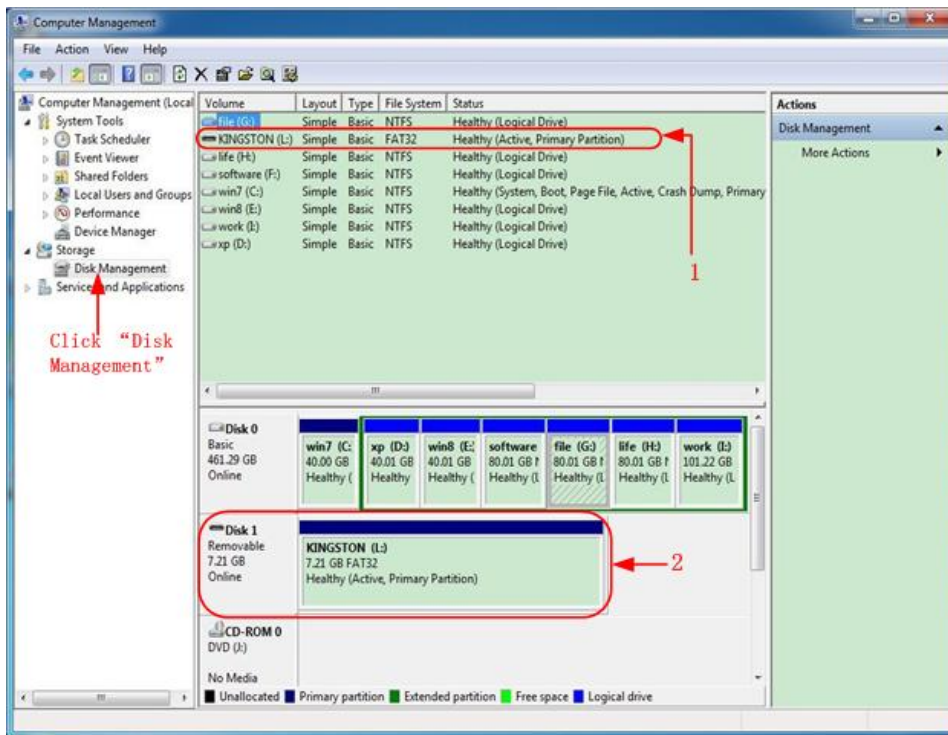 Computer Management
File Action View Help
Computer Management (Local
System Tools
Task Scheduler
Event Viewer
Shared Folders
Local Users and Groups
Performance
Device Manager
Storage
Disk Management
Services and Applications
Click “Disk
Management”
Volume Layout Type File System Status
file (G:) Simple Basic NTFS Healthy (Logical Drive)
KINGSTON (L:) Simple Basic FAT32 Healthy (Active, Primary Partition)
life (H:) Simple Basic NTFS Healthy (Logical Drive)
software (F:) Simple Basic NTFS Healthy (Logical Drive)
win7 (C:) Simple Basic NTFS Healthy (System, Boot, Page File, Active, Crash Dump, Primary
win8 (E:) Simple Basic NTFS Healthy (Logical Drive)
work (I:) Simple Basic NTFS Healthy (Logical Drive)
xp (D:) Simple Basic NTFS Healthy (Logical Drive)
1
Actions
Disk Management
More Actions
Disk 0
Basic
461.29 GB
Online
win7 (C:
40.00 GB
Healthy (
xp (D:)
40.01 GB
Healthy
win8 (E:
40.01 GB
Healthy (
software
80.01 GB
Healthy (L
file (G:)
80.01 GB
Healthy (L
life (H:)
80.01 GB
Healthy (L
work (I:)
101.22 GB
Healthy (L
Disk 1
Removable
7.21 GB
Online
KINGSTON (L:)
7.21 GB FAT32
Healthy (Active, Primary Partition)
2
CD-ROM 0
DVD (J:)
No Media
Unallocated Primary partition Extended partition Free space Logical drive